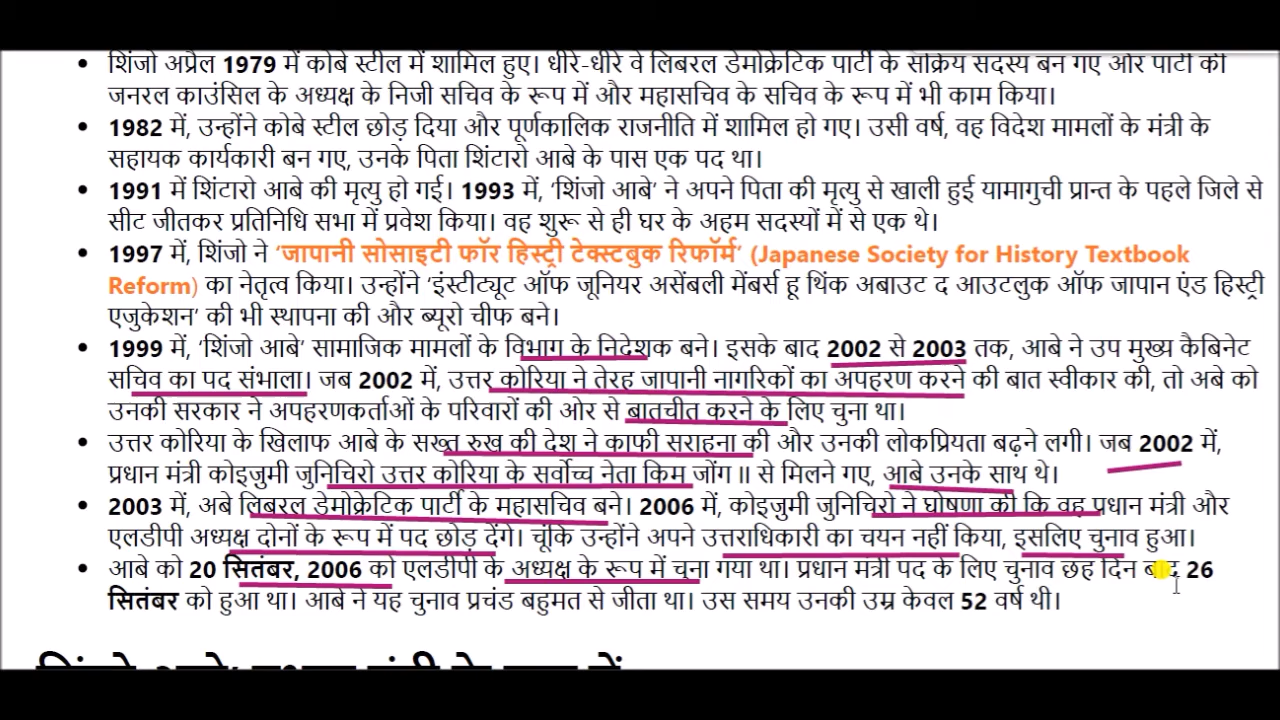 शिंजो अप्रैल 1979 में कोबे स्टील में शामिल हुए। धीरे-धीरे वे लिबरल डेमोक्रेटिक पार्टी के सक्रिय सदस्य बन गए और पार्टी की
जनरल काउंसिल के अध्यक्ष के निजी सचिव के रूप में और महासचिव के सचिव के रूप में भी काम किया।
1982 में, उन्होंने कोबे स्टील छोड़ दिया और पूर्णकालिक राजनीति में शामिल हो गए। उसी वर्ष, वह विदेश मामलों के मंत्री के
सहायक कार्यकारी बन गए, उनके पिता शिंटारो आबे के पास एक पद था।
1991 में शिंटारो आबे की मृत्यु हो गई। 1993 में, ‘शिंजो आबे’ ने अपने पिता की मृत्यु से खाली हुई यामागुची प्रान्त के पहले जिले से
सीट जीतकर प्रतिनिधि सभा में प्रवेश किया। वह शुरू से ही घर के अहम सदस्यों में से एक थे।
1997 में, शिंजो ने ‘जापानी सोसाइटी फॉर हिस्ट्री टेक्स्टबुक रिफॉर्म’ (Japanese Society for History Textbook
Reform) का नेतृत्व किया। उन्होंने ‘इंस्टीट्यूट ऑफ जूनियर असेंबली मेंबर्स हू थिंक अबाउट द आउटलुक ऑफ जापान एंड हिस्ट्री
एजुकेशन’ की भी स्थापना की और ब्यूरो चीफ बने।
1999 में, ‘शिंजो आबे‘ सामाजिक मामलों के विभाग के निदेशक बने। इसके बाद 2002 से 2003 तक, आबे ने उप मुख्य कैबिनेट
सचिव का पद संभाला। जब 2002 में, उत्तर कोरिया ने तेरह जापानी नागरिकों का अपहरण करने की बात स्वीकार की, तो अबे को
उनकी सरकार ने अपहरणकर्ताओं के परिवारों की ओर से बातचीत करने के लिए चुना था।
उत्तर कोरिया के खिलाफ आबे के सख्त रुख की देश ने काफी सराहना की और उनकी लोकप्रियता बढ़ने लगी। जब 2002 में,
प्रधान मंत्री कोइजुमी जुनिचिरो उत्तर कोरिया के सर्वोच्च नेता किम जोंग॥ से मिलने गए, आबे उनके साथ थे।
2003 में, अबे लिबरल डेमोक्रेटिक पार्टी के महासचिव बने। 2006 में, कोइजुमी जुनिचिरो ने घोषणा की कि वह प्रधान मंत्री और
एलडीपी अध्यक्ष दोनों के रूप में पद छोड़ देंगे। चूंकि उन्होंने अपने उत्तराधिकारी का चयन नहीं किया, इसलिए चुनाव हुआ।
आबे को 20 सितंबर, 2006 को एलडीपी के अध्यक्ष के रूप में चुना गया था। प्रधान मंत्री पद के लिए चुनाव छह दिन बाद 26
सितंबर को हुआ था। आबे ने यह चुनाव प्रचंड बहुमत से जीता था। उस समय उनकी उम्र केवल 52 वर्ष थी।